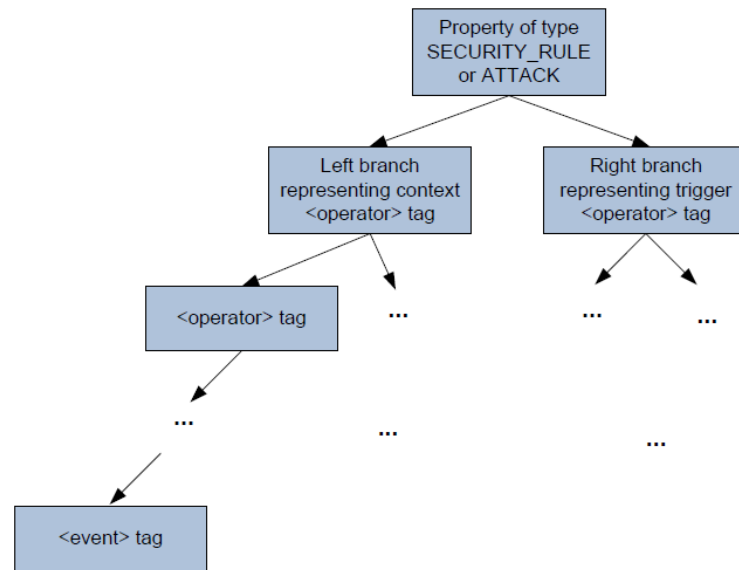 Property of type
SECURITY_RULE
or ATTACK
Left branch
representing context
<operator> tag
Right branch
representing trigger
<operator> tag
<operator> tag
...
...
...
...
...
...
<event> tag